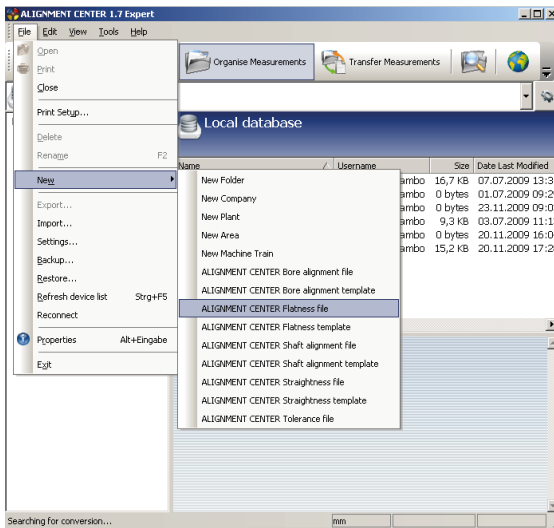 ALIGNMENT CENTER 1.7 Expert
File Edit View Tools Help
Open
Print
Close
Print Setup...
Delete
Rename F2
New
Export...
Import...
Settings...
Backup...
Restore...
Refresh device list Strg+F5
Reconnect
Properties Alt+Eingabe
Exit
Organise Measurements Transfer Measurements
Local database
Name / Username Size Date Last Modified
ambo 16,7 KB 07.07.2009 13:3
ambo 0 bytes 01.07.2009 09:2
ambo 0 bytes 23.11.2009 09:0
ambo 9,3 KB 03.07.2009 11:1
ambo 0 bytes 20.11.2009 16:0
ambo 15,2 KB 20.11.2009 17:2
New Folder
New Company
New Plant
New Area
New Machine Train
ALIGNMENT CENTER Bore alignment file
ALIGNMENT CENTER Bore alignment template
ALIGNMENT CENTER Flatness file
ALIGNMENT CENTER Flatness template
ALIGNMENT CENTER Shaft alignment file
ALIGNMENT CENTER Shaft alignment template
ALIGNMENT CENTER Straightness file
ALIGNMENT CENTER Straightness template
ALIGNMENT CENTER Tolerance file
Searching for conversion... mm